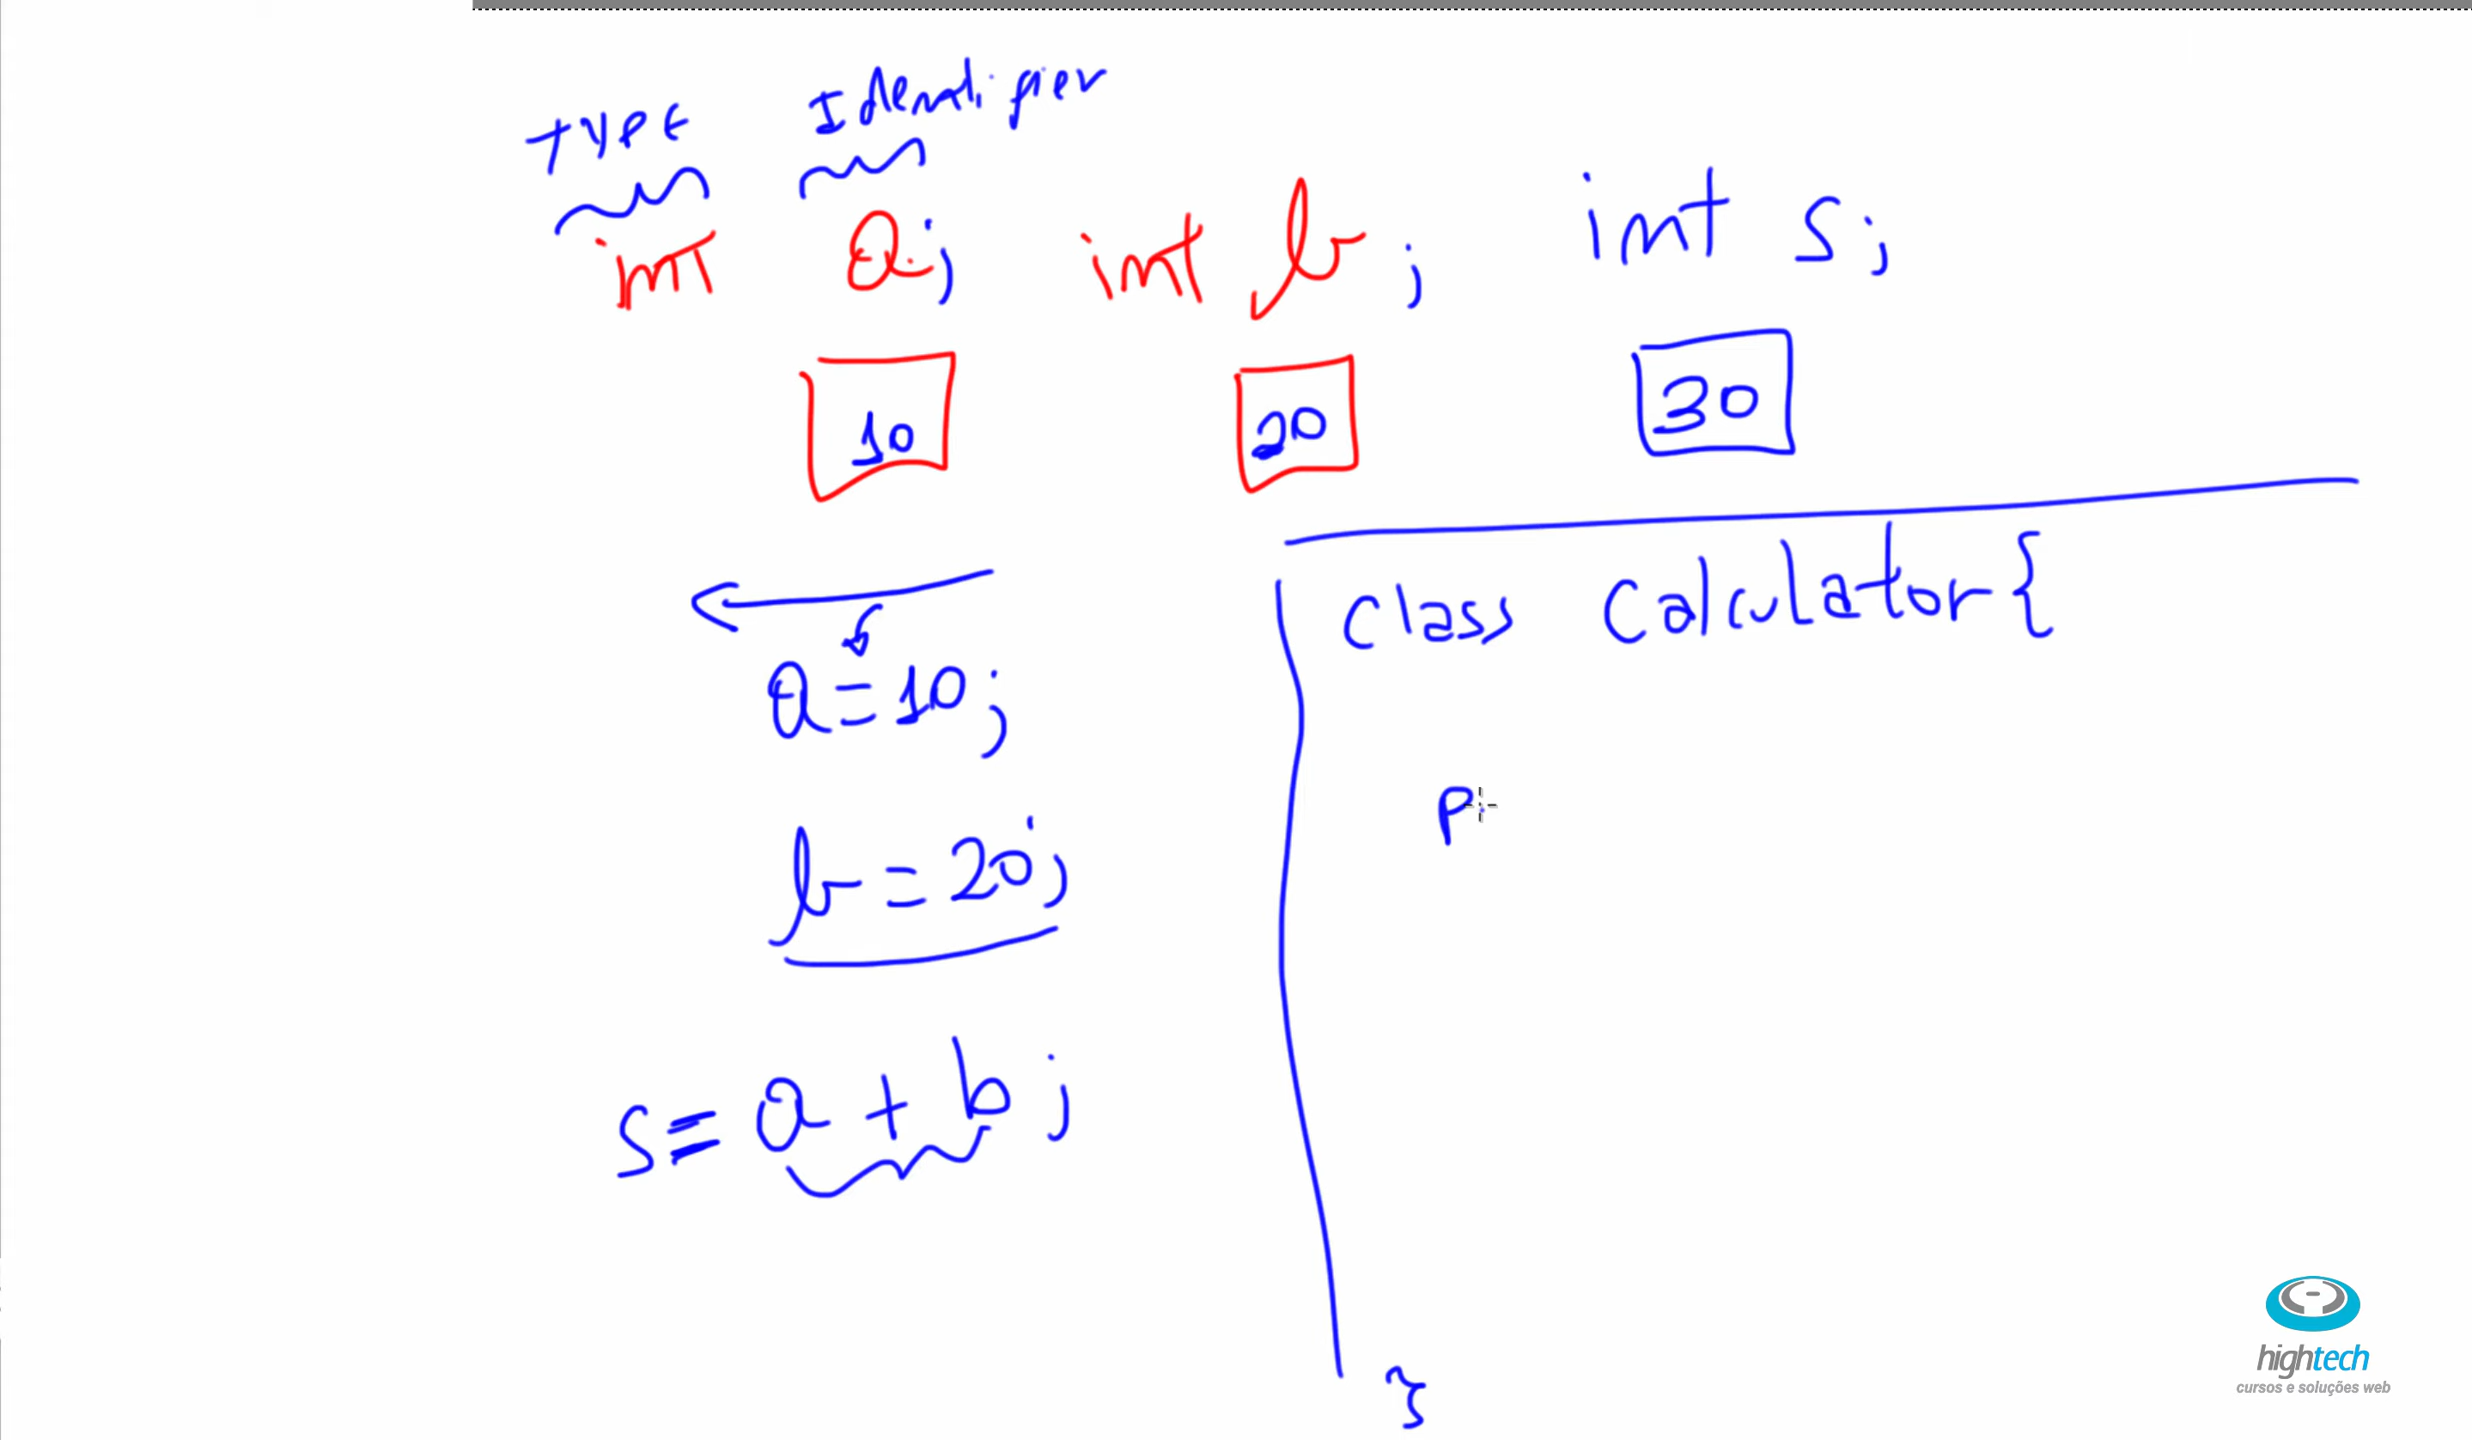 Type Identifier
int a; int b; int s;
10 20 30
class Calculator{
a=10;
P
b=20;
s=a+b;
}
hightech
cursos e soluções web